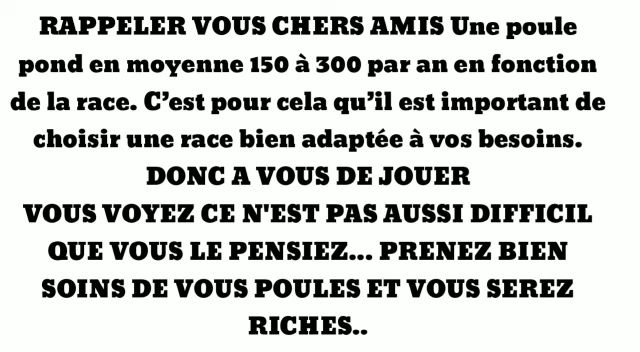 RAPPELER VOUS CHERS AMIS Une poule
pond en moyenne 150 à 300 par an en fonction
de la race. C’est pour cela qu’il est important de
choisir une race bien adaptée à vos besoins.
DONC A VOUS DE JOUER
VOUS VOYEZ CE N'EST PAS AUSSI DIFFICIL
QUE VOUS LE PENSIEZ... PRENEZ BIEN
SOINS DE VOUS POULES ET VOUS SEREZ
RICHES..